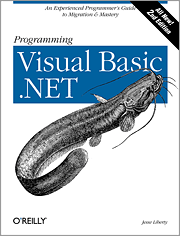 An Experienced Programmer's Guide
to Migration & Mastery
All New!
2nd Edition
Programming
Visual Basic
.NET
O'REILLY
Jesse Liberty